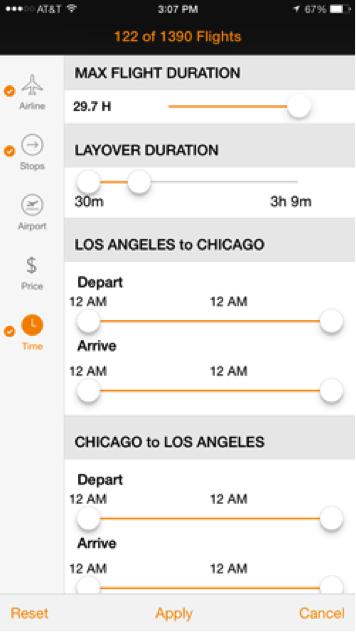 AT&T 3:07 PM 67%
122 of 1390 Flights
Airline
Stops
Airport
$
Price
Time
MAX FLIGHT DURATION
29.7 H
LAYOVER DURATION
30m 3h 9m
LOS ANGELES to CHICAGO
Depart
12 AM 12 AM
Arrive
12 AM 12 AM
CHICAGO to LOS ANGELES
Depart
12 AM 12 AM
Arrive
12 AM 12 AM
Reset Apply Cancel